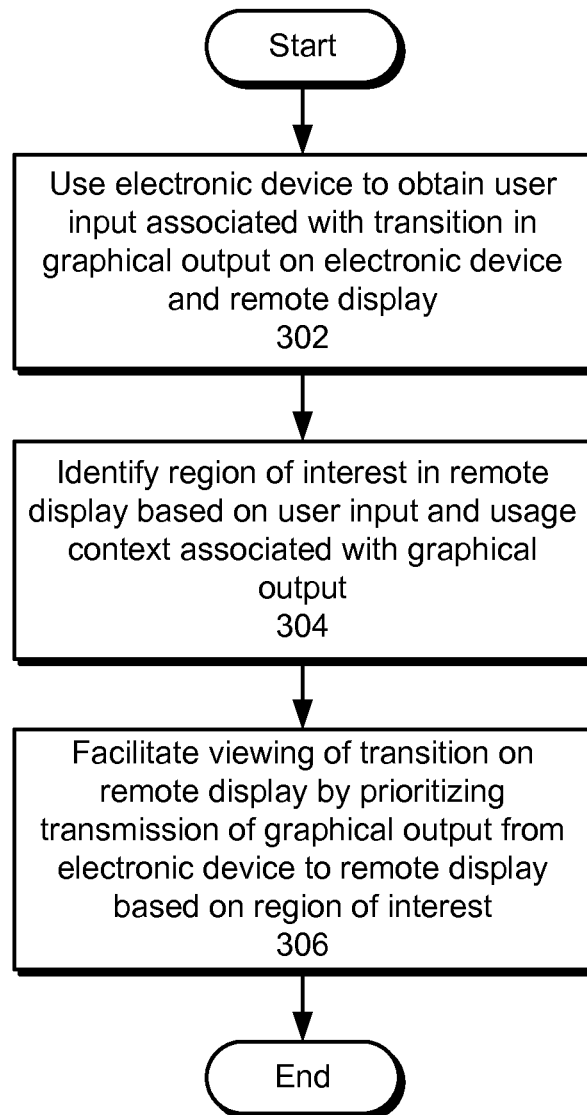 Start
Use electronic device to obtain user
input associated with transition in
graphical output on electronic device
and remote display
302
Identify region of interest in remote
display based on user input and usage
context associated with graphical
output
304
Facilitate viewing of transition on
remote display by prioritizing
transmission of graphical output from
electronic device to remote display
based on region of interest
306
End